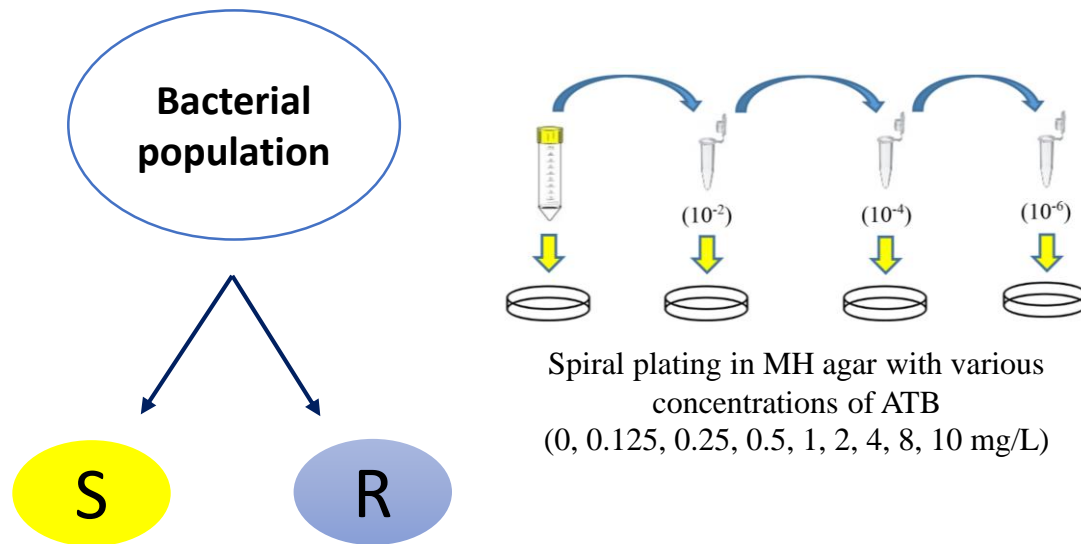 Bacterial
population
S
R
(10⁻²)
(10⁻⁴)
(10⁻⁶)
Spiral plating in MH agar with various
concentrations of ATB
(0, 0.125, 0.25, 0.5, 1, 2, 4, 8, 10 mg/L)